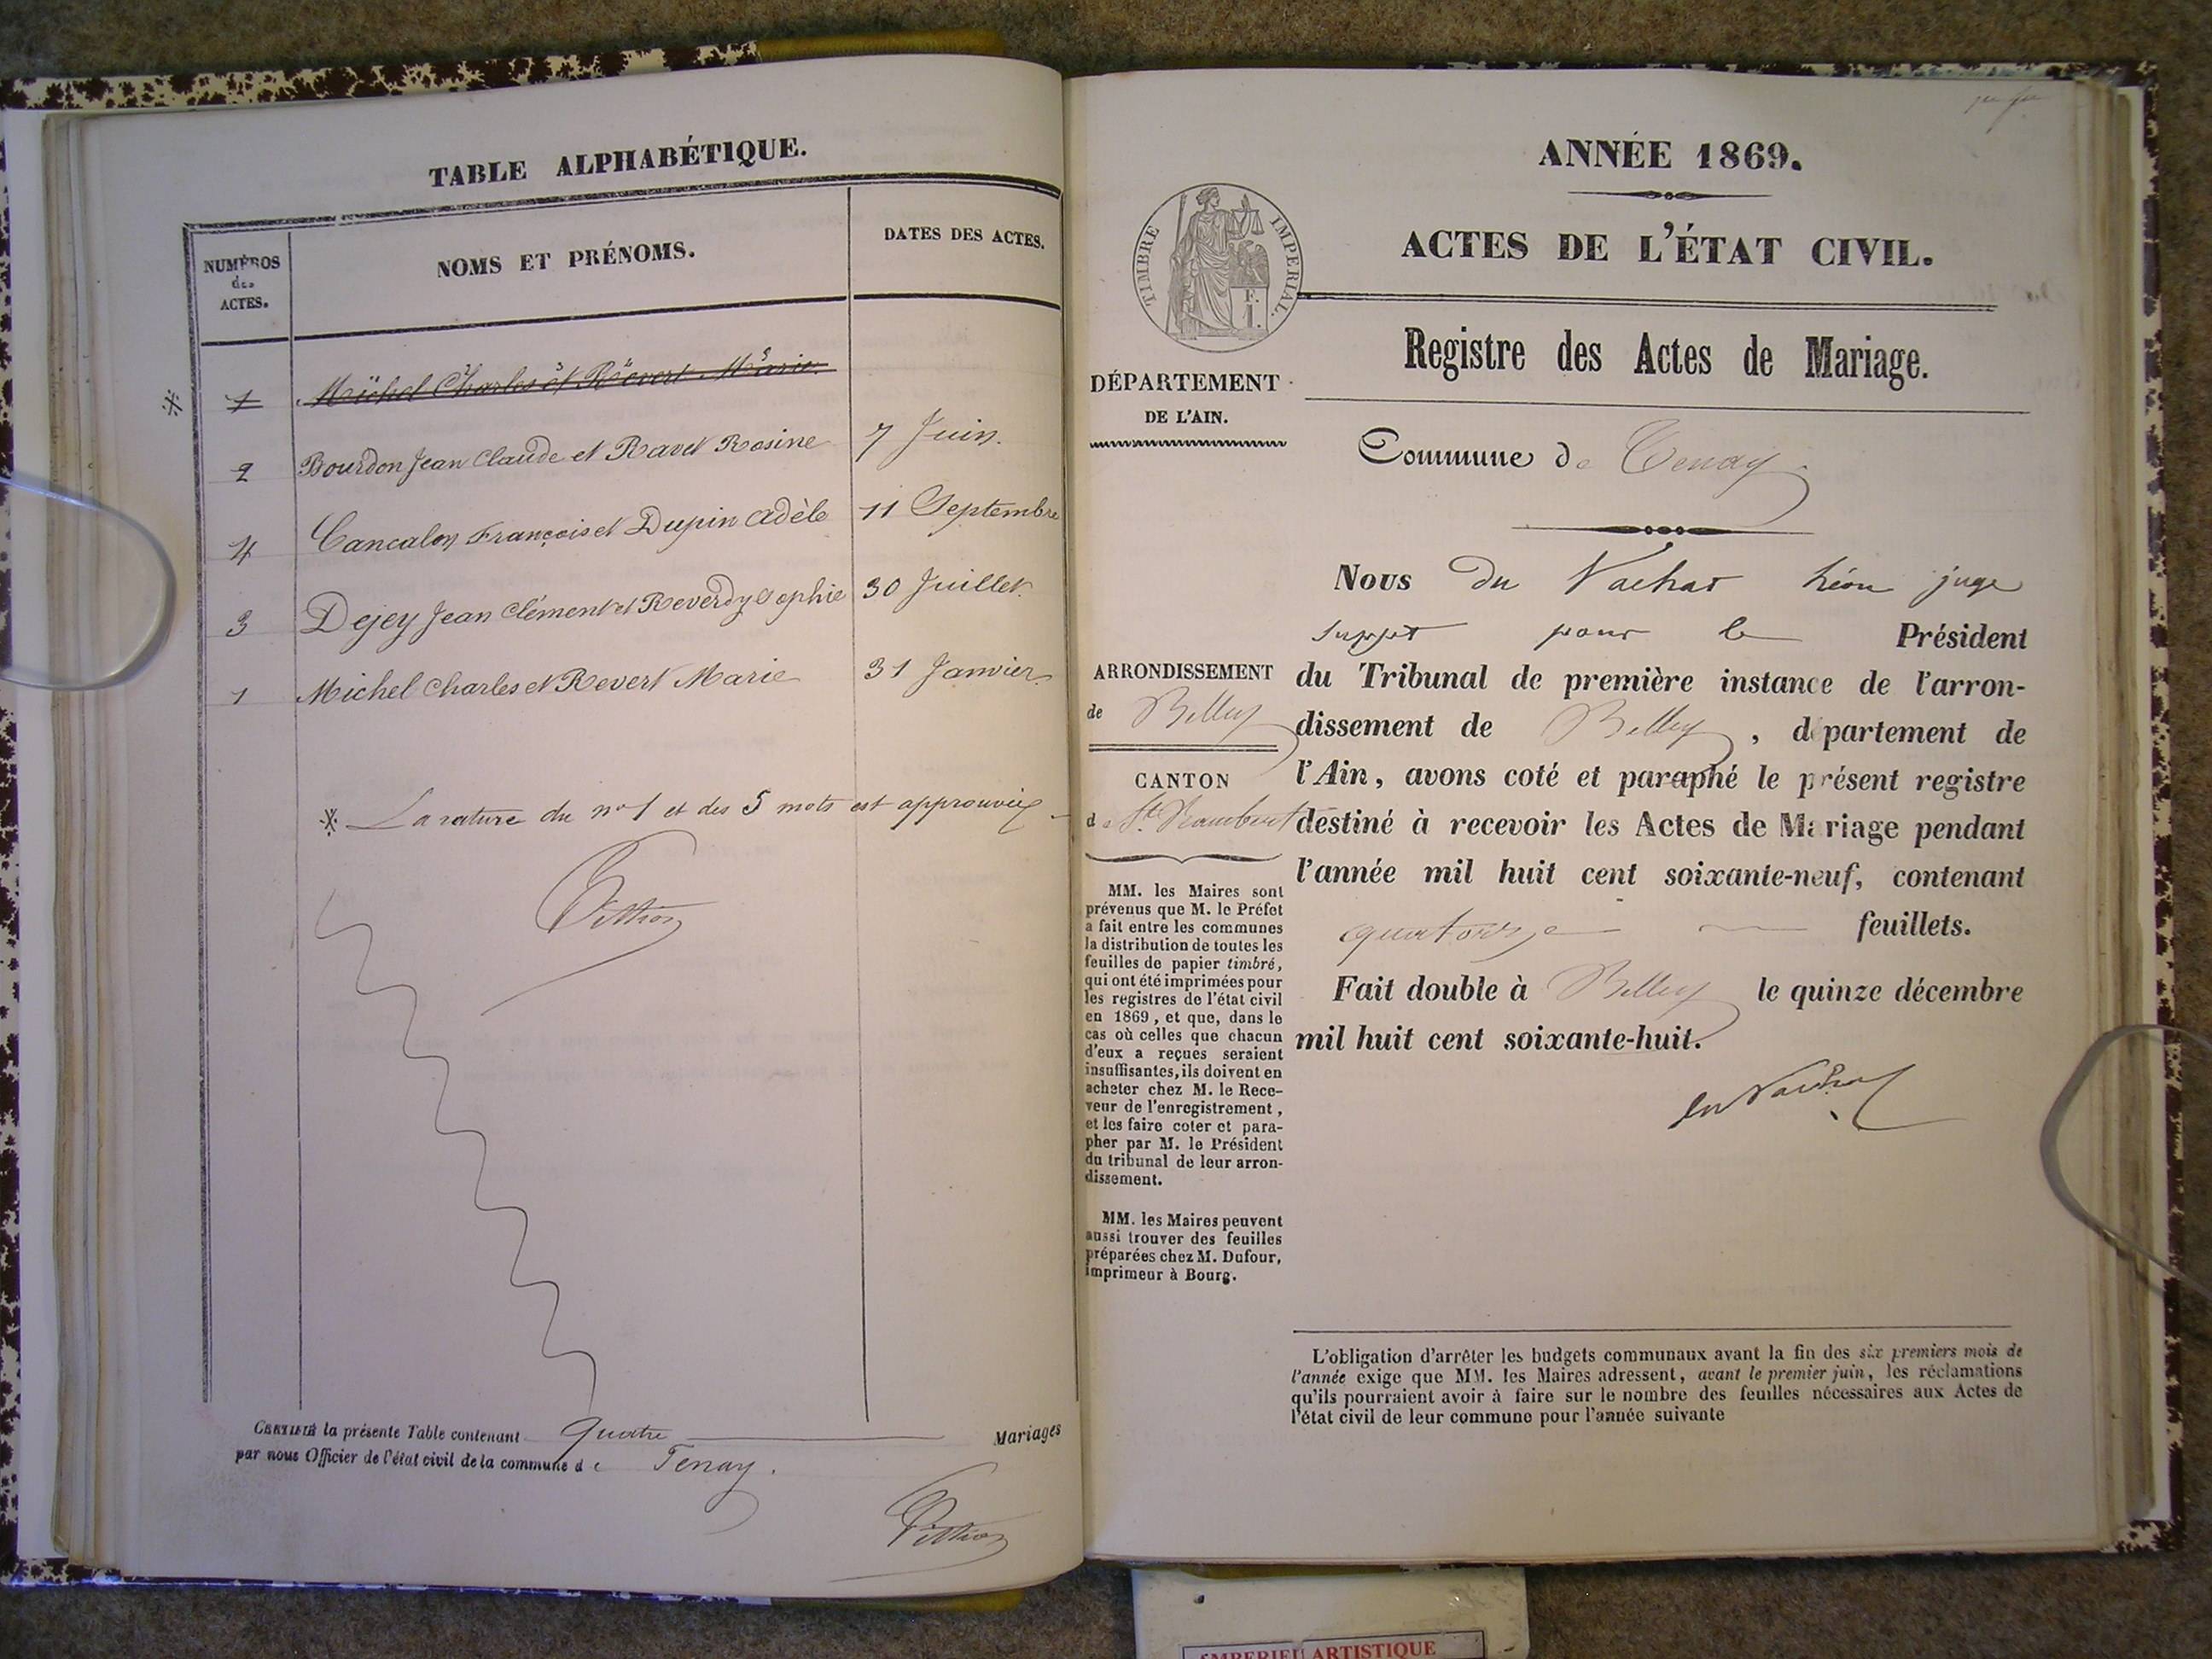 TABLE ALPHABÉTIQUE.
NUMÉROS
des
ACTES.
NOMS ET PRÉNOMS.
DATES DES ACTES.
※ 1 Michel Charles et Revert Marie.
2 Bourdon Jean Claude et Ravet Rosine 7 Juin.
4 Cancalon François et Dupin Adèle 11 Septembre
3 Dejey Jean Clément et Reverdy Sophie 30 Juillet.
1 Michel Charles et Revert Marie 31 Janvier.
※ La rature du n° 1 et des 5 mots est approuvée
CERTIFIÉ la présente Table contenant quatre Mariages
par nous Officier de l'état civil de la commune de Tenay.
ANNÉE 1869.
ACTES DE L'ÉTAT CIVIL.
TIMBRE IMPERIAL.
F.
1.
Registre des Actes de Mariage.
DÉPARTEMENT
DE L'AIN.
Commune de Tenay.
ARRONDISSEMENT
de Belley
CANTON
de St. Rambert
MM. les Maires sont
prévenus que M. le Préfet
a fait entre les communes
la distribution de toutes les
feuilles de papier timbré,
qui ont été imprimées pour
les registres de l'état civil
en 1869, et que, dans le
cas où celles que chacun
d'eux a reçues seraient
insuffisantes, ils doivent en
acheter chez M. le Rece-
veur de l'enregistrement,
et les faire coter et para-
pher par M. le Président
du tribunal de leur arron-
dissement.
MM. les Maires peuvent
aussi trouver des feuilles
préparées chez M. Dufour,
imprimeur à Bourg.
Nous du Vachat Léon juge
suppt pour le Président
du Tribunal de première instance de l'arron-
dissement de Belley, département de
l'Ain, avons coté et paraphé le présent registre
destiné à recevoir les Actes de Mariage pendant
l'année mil huit cent soixante-neuf, contenant
quatorze feuillets.
Fait double à Belley le quinze décembre
mil huit cent soixante-huit.
L'obligation d'arrêter les budgets communaux avant la fin des six premiers mois de
l'année exige que MM. les Maires adressent, avant le premier juin, les réclamations
qu'ils pourraient avoir à faire sur le nombre des feuilles nécessaires aux Actes de
l'état civil de leur commune pour l'année suivante
ARTISTIQUE